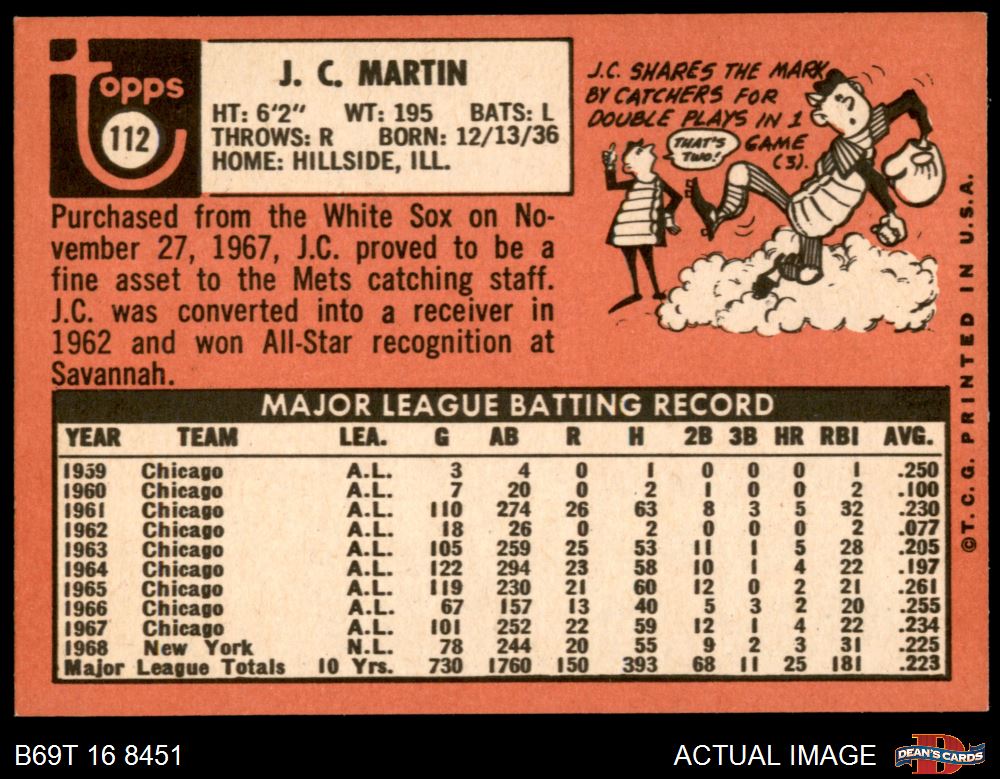 topps
112
J. C. MARTIN
HT: 6'2" WT: 195 BATS: L
THROWS: R BORN: 12/13/36
HOME: HILLSIDE, ILL.
J.C. SHARES THE MARK
BY CATCHERS FOR
DOUBLE PLAYS IN 1
GAME
(3).
THAT'S
TWO!
Purchased from the White Sox on No-
vember 27, 1967, J.C. proved to be a
fine asset to the Mets catching staff.
J.C. was converted into a receiver in
1962 and won All-Star recognition at
Savannah.
MAJOR LEAGUE BATTING RECORD
YEAR TEAM LEA. G AB R H 2B 3B HR RBI AVG.
1959 Chicago A.L. 3 4 0 1 0 0 0 1 .250
1960 Chicago A.L. 7 20 0 2 1 0 0 2 .100
1961 Chicago A.L. 110 274 26 63 8 3 5 32 .230
1962 Chicago A.L. 18 26 0 2 0 0 0 2 .077
1963 Chicago A.L. 105 259 25 53 11 1 5 28 .205
1964 Chicago A.L. 122 294 23 58 10 1 4 22 .197
1965 Chicago A.L. 119 230 21 60 12 0 2 21 .261
1966 Chicago A.L. 67 157 13 40 5 3 2 20 .255
1967 Chicago A.L. 101 252 22 59 12 1 4 22 .234
1968 New York N.L. 78 244 20 55 9 2 3 31 .225
Major League Totals 10 Yrs. 730 1760 150 393 68 11 25 181 .223
©T. C. G. PRINTED IN U.S.A.
B69T 16 8451
ACTUAL IMAGE
D
DEAN'S CARDS